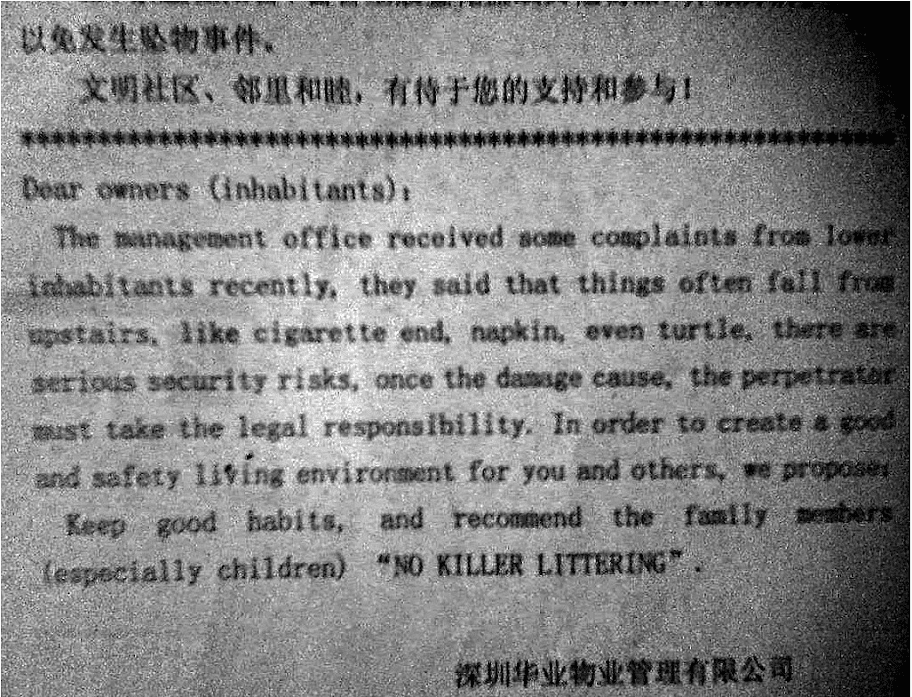 以免发生坠物事件。
文明社区、邻里和睦，有待于您的支持和参与！
Dear owners (inhabitants):
The management office received some complaints from lower
inhabitants recently, they said that things often fall from
upstairs, like cigarette end, napkin, even turtle, there are
serious security risks, once the damage cause, the perpetrator
must take the legal responsibility. In order to create a good
and safety living environment for you and others, we propose:
Keep good habits, and recommend the family members
(especially children) “NO KILLER LITTERING”.
深圳华业物业管理有限公司